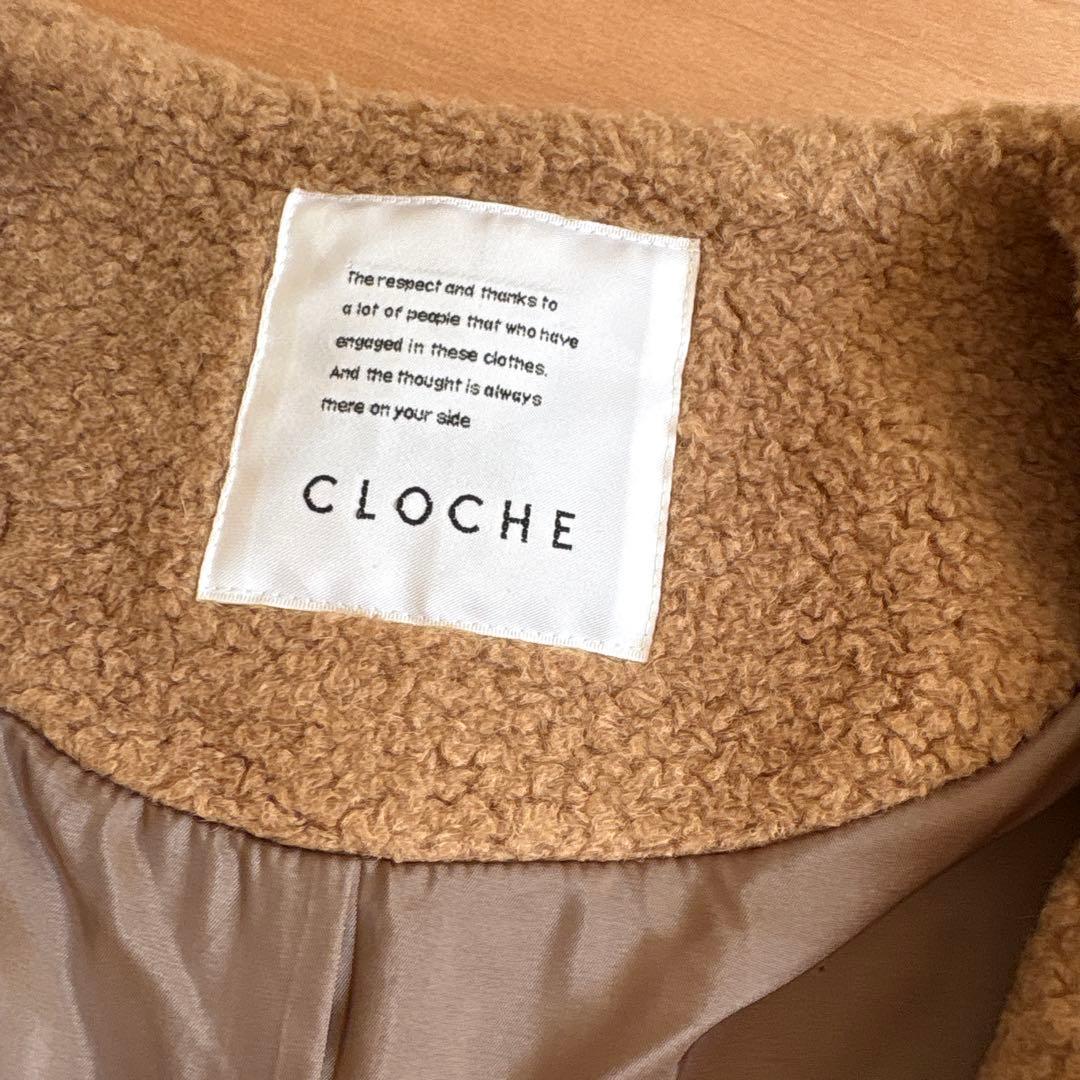 The respect and thanks to
a lot of people that who have
engaged in these clothes.
And the thought is always
there on your side
CLOCHE